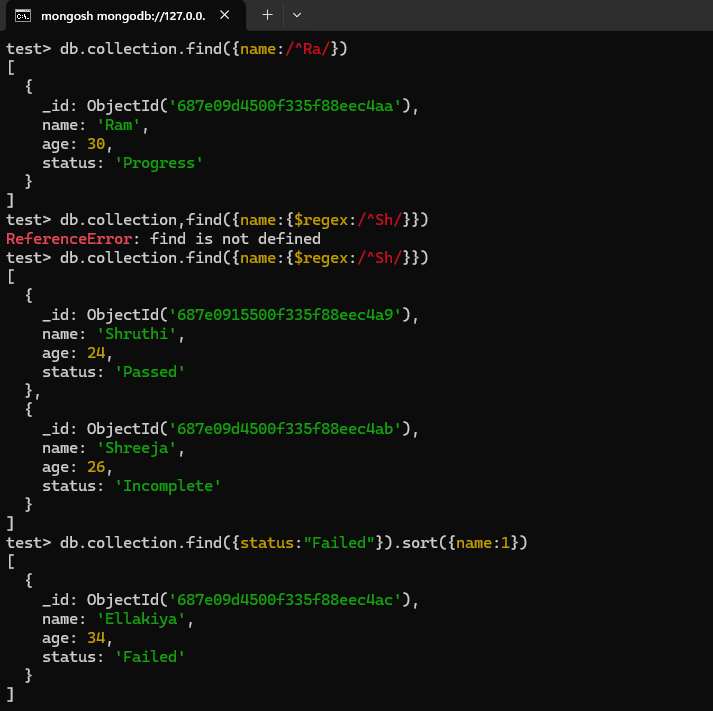 mongosh mongodb://127.0.0.
test> db.collection.find({name:/^Ra/})
[
  {
    _id: ObjectId('687e09d4500f335f88eec4aa'),
    name: 'Ram',
    age: 30,
    status: 'Progress'
  }
]
test> db.collection,find({name:{$regex:/^Sh/}})
ReferenceError: find is not defined
test> db.collection.find({name:{$regex:/^Sh/}})
[
  {
    _id: ObjectId('687e0915500f335f88eec4a9'),
    name: 'Shruthi',
    age: 24,
    status: 'Passed'
  },
  {
    _id: ObjectId('687e09d4500f335f88eec4ab'),
    name: 'Shreeja',
    age: 26,
    status: 'Incomplete'
  }
]
test> db.collection.find({status:"Failed"}).sort({name:1})
[
  {
    _id: ObjectId('687e09d4500f335f88eec4ac'),
    name: 'Ellakiya',
    age: 34,
    status: 'Failed'
  }
]